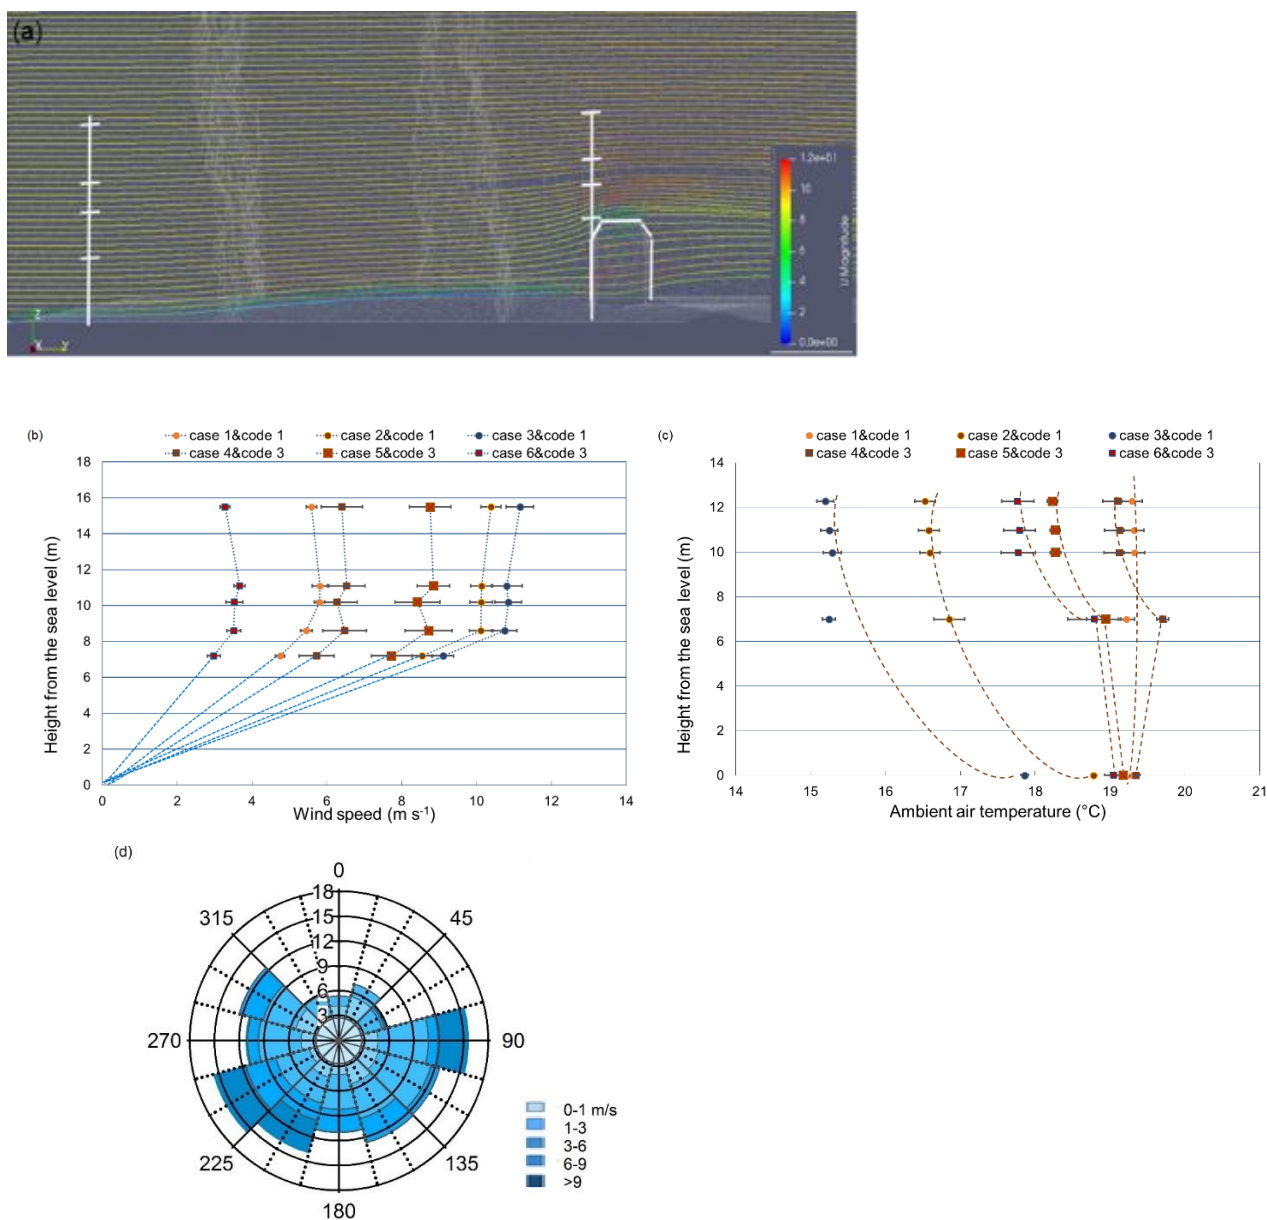 (a)
1.2e+01
10
8
6
4
2
0.0e+00
U Magnitude
Z
X Y
(b)
case 1&code 1 case 2&code 1 case 3&code 1
case 4&code 3 case 5&code 3 case 6&code 3
18
16
14
12
10
8
6
4
2
0
Height from the sea level (m)
0 2 4 6 8 10 12 14
Wind speed (m s-1)
(c)
case 1&code 1 case 2&code 1 case 3&code 1
case 4&code 3 case 5&code 3 case 6&code 3
14
12
10
8
6
4
2
0
Height from the sea level (m)
14 15 16 17 18 19 20 21
Ambient air temperature (°C)
(d)
0
45
90
135
180
225
270
315
18
15
12
9
6
3
0-1 m/s
1-3
3-6
6-9
>9